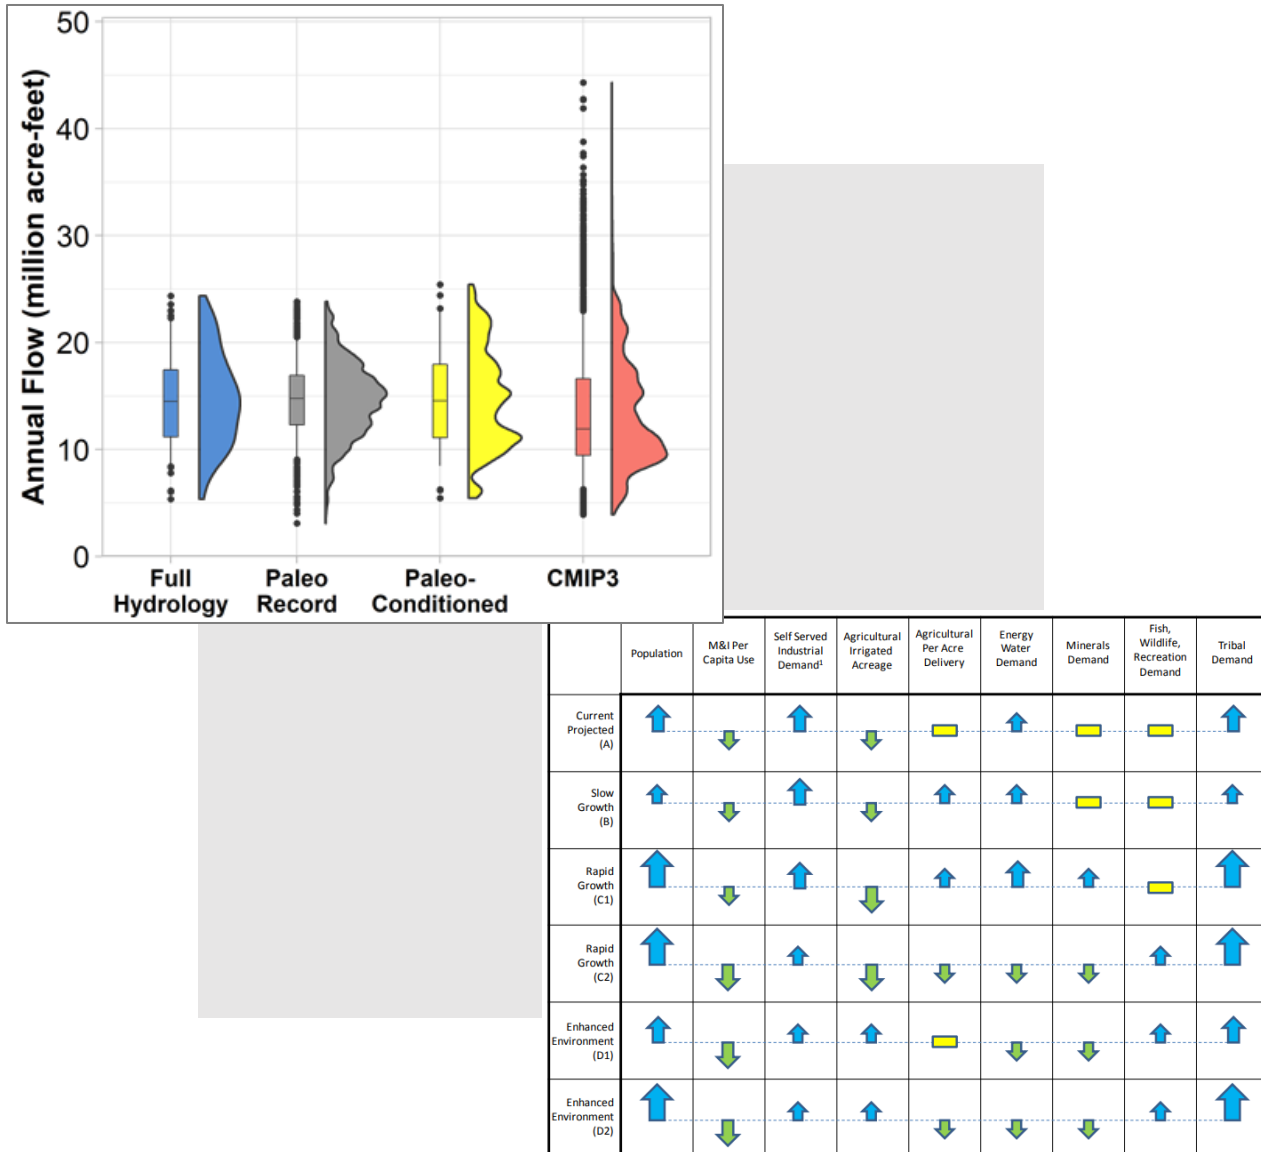 Annual Flow (million acre-feet)
50
40
30
20
10
0
Full
Hydrology
Paleo
Record
Paleo-
Conditioned
CMIP3
Population
M&I Per
Capita Use
Self Served
Industrial
Demand¹
Agricultural
Irrigated
Acreage
Agricultural
Per Acre
Delivery
Energy
Water
Demand
Minerals
Demand
Fish,
Wildlife,
Recreation
Demand
Tribal
Demand
Current
Projected
(A)
Slow
Growth
(B)
Rapid
Growth
(C1)
Rapid
Growth
(C2)
Enhanced
Environment
(D1)
Enhanced
Environment
(D2)